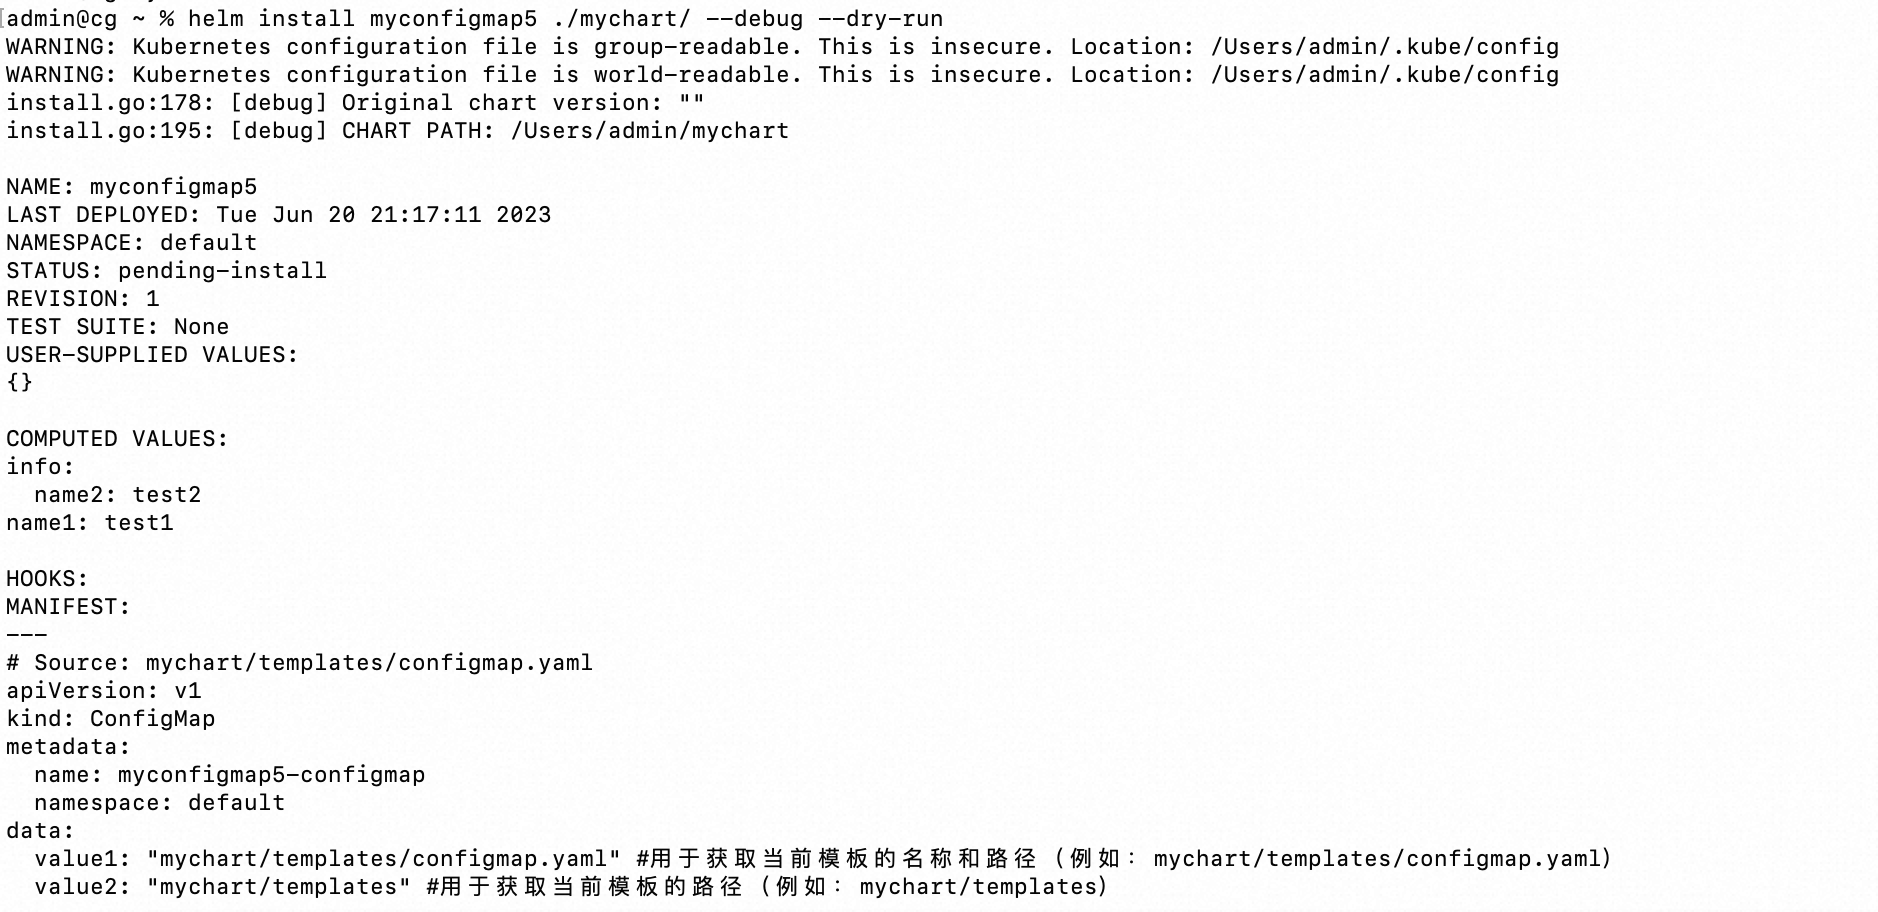 admin@cg ~ % helm install myconfigmap5 ./mychart/ --debug --dry-run
WARNING: Kubernetes configuration file is group-readable. This is insecure. Location: /Users/admin/.kube/config
WARNING: Kubernetes configuration file is world-readable. This is insecure. Location: /Users/admin/.kube/config
install.go:178: [debug] Original chart version: ""
install.go:195: [debug] CHART PATH: /Users/admin/mychart

NAME: myconfigmap5
LAST DEPLOYED: Tue Jun 20 21:17:11 2023
NAMESPACE: default
STATUS: pending-install
REVISION: 1
TEST SUITE: None
USER-SUPPLIED VALUES:
{}

COMPUTED VALUES:
info:
  name2: test2
name1: test1

HOOKS:
MANIFEST:
---
# Source: mychart/templates/configmap.yaml
apiVersion: v1
kind: ConfigMap
metadata:
  name: myconfigmap5-configmap
  namespace: default
data:
  value1: "mychart/templates/configmap.yaml" #用于获取当前模板的名称和路径（例如：mychart/templates/configmap.yaml）
  value2: "mychart/templates" #用于获取当前模板的路径（例如：mychart/templates）